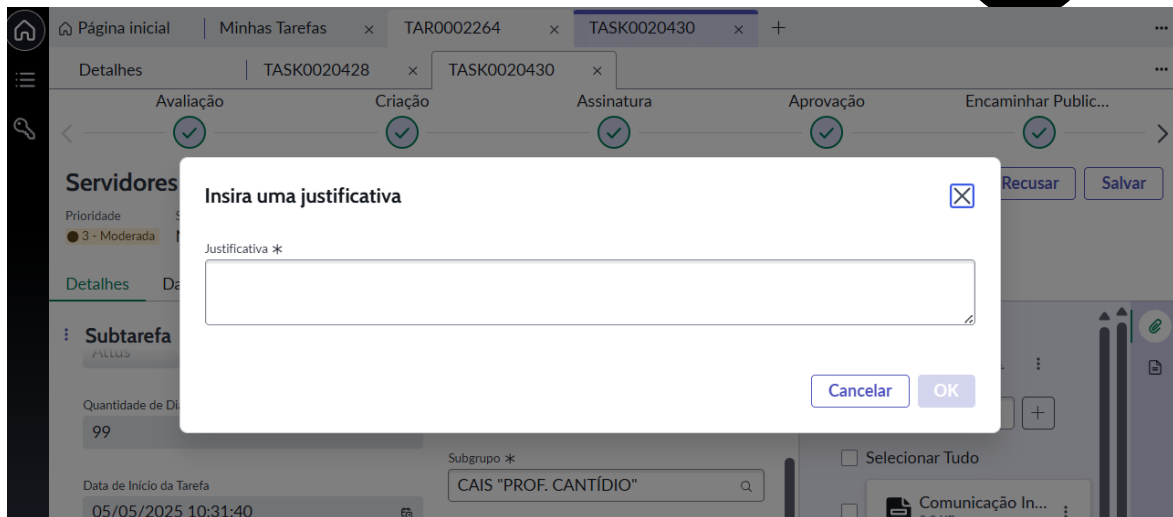 Página inicial
Minhas Tarefas
TAR0002264
TASK0020430
Detalhes
TASK0020428
TASK0020430
Avaliação
Criação
Assinatura
Aprovação
Encaminhar Public...
Servidores
Recusar
Salvar
Prioridade
3 - Moderada
Insira uma justificativa
Justificativa *
Detalhes
Subtarefa
Cancelar
OK
Quantidade de Di
99
Selecionar Tudo
Subgrupo *
CAIS "PROF. CANTÍDIO"
Data de Início da Tarefa
05/05/2025 10:31:40
Comunicação In...